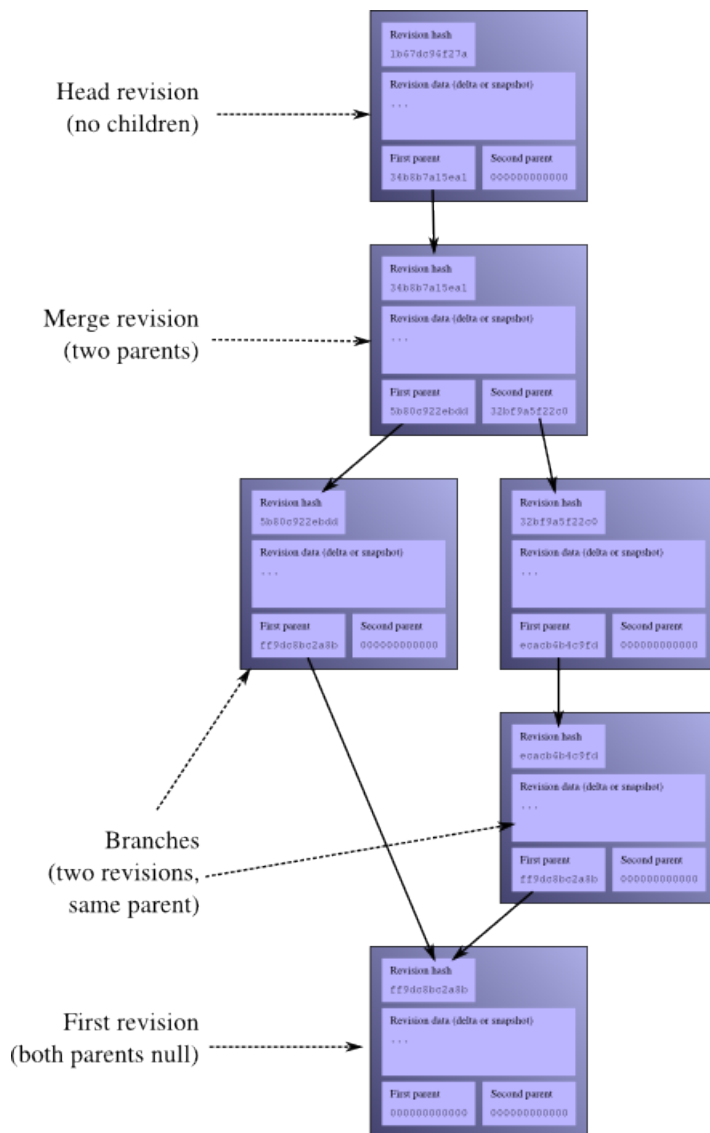 Revision hash
1b67dc96f27a
Revision data (delta or snapshot)
...
Head revision
(no children)
First parent
Second parent
34b8b7a15ea1
000000000000
Revision hash
34b8b7a15ea1
Revision data (delta or snapshot)
...
Merge revision
(two parents)
First parent
Second parent
5b80c922ebdd
32bf9a5f22c0
Revision hash
5b80c922ebdd
Revision data (delta or snapshot)
...
First parent
Second parent
ff9dc8bc2a8b
000000000000
Revision hash
32bf9a5f22c0
Revision data (delta or snapshot)
...
First parent
Second parent
ecacb6b4c9fd
000000000000
Revision hash
ecacb6b4c9fd
Revision data (delta or snapshot)
...
First parent
Second parent
ff9dc8bc2a8b
000000000000
Branches
(two revisions,
same parent)
Revision hash
ff9dc8bc2a8b
Revision data (delta or snapshot)
...
First revision
(both parents null)
First parent
Second parent
000000000000
000000000000